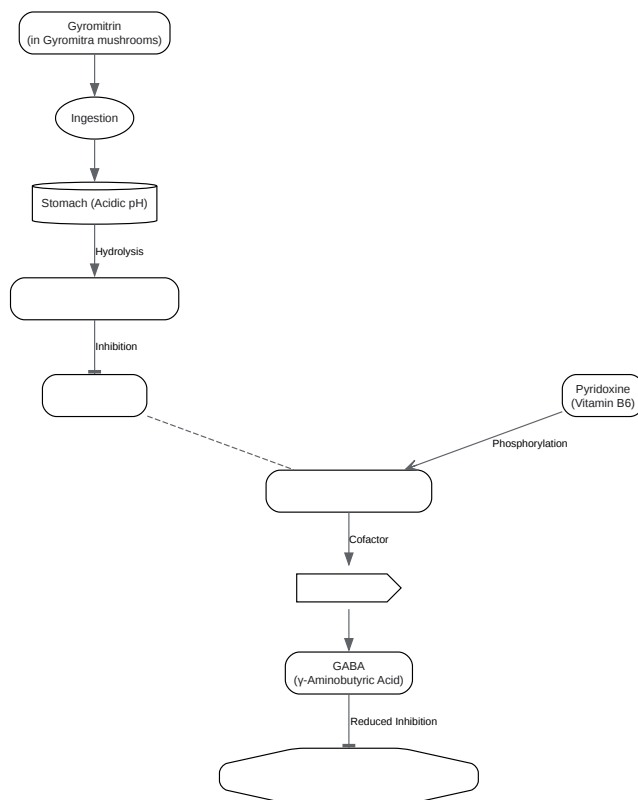 Gyromitrin
(in Gyromitra mushrooms)
Ingestion
Stomach (Acidic pH)
Hydrolysis
Inhibition
Pyridoxine
(Vitamin B6)
Phosphorylation
Cofactor
GABA
(γ-Aminobutyric Acid)
Reduced Inhibition